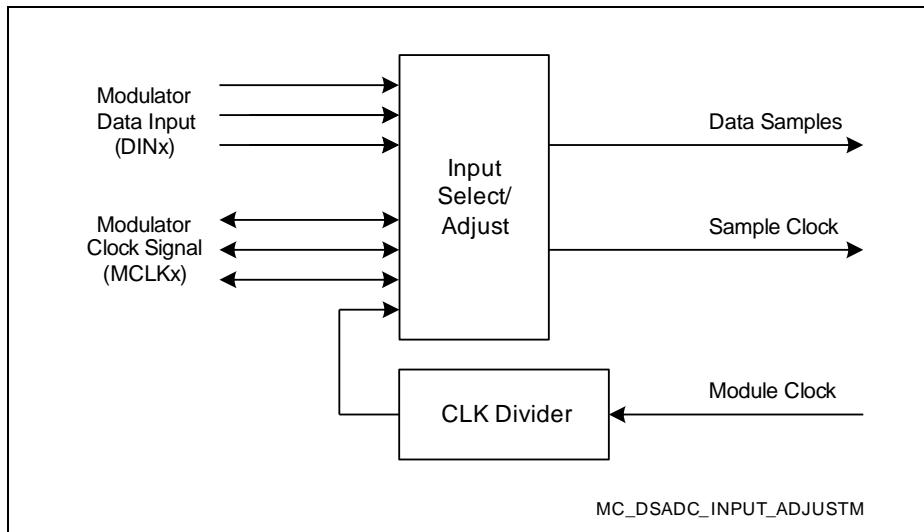 Modulator
Data Input
(DINx)
Modulator
Clock Signal
(MCLKx)
Input
Select/
Adjust
Data Samples
Sample Clock
CLK Divider
Module Clock
MC_DSADC_INPUT_ADJUSTM